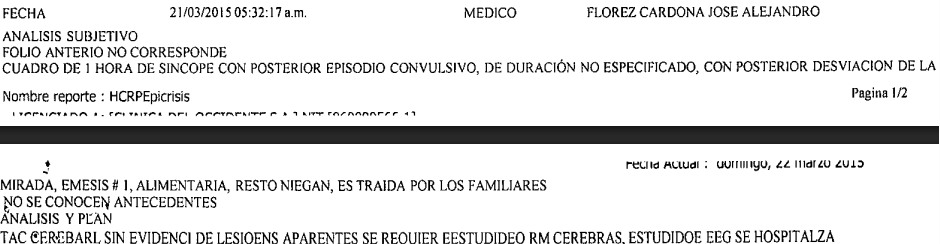 FECHA 21/03/2015 05:32:17 a.m. MEDICO FLOREZ CARDONA JOSE ALEJANDRO
ANALISIS SUBJETIVO
FOLIO ANTERIO NO CORRESPONDE
CUADRO DE 1 HORA DE SINCOPE CON POSTERIOR EPISODIO CONVULSIVO, DE DURACIÓN NO ESPECIFICADO, CON POSTERIOR DESVIACION DE LA
Nombre reporte : HCRPEpicrisis Pagina 1/2
Fecha Actual : domingo, 22 marzo 2015
MIRADA, EMESIS # 1, ALIMENTARIA, RESTO NIEGAN, ES TRAIDA POR LOS FAMILIARES
NO SE CONOCEN ANTECEDENTES
ANALISIS Y PLAN
TAC CEREBARL SIN EVIDENCI DE LESIOENS APARENTES SE REQUIER EESTUDIDEO RM CEREBRAS, ESTUDIDOE EEG SE HOSPITALZA